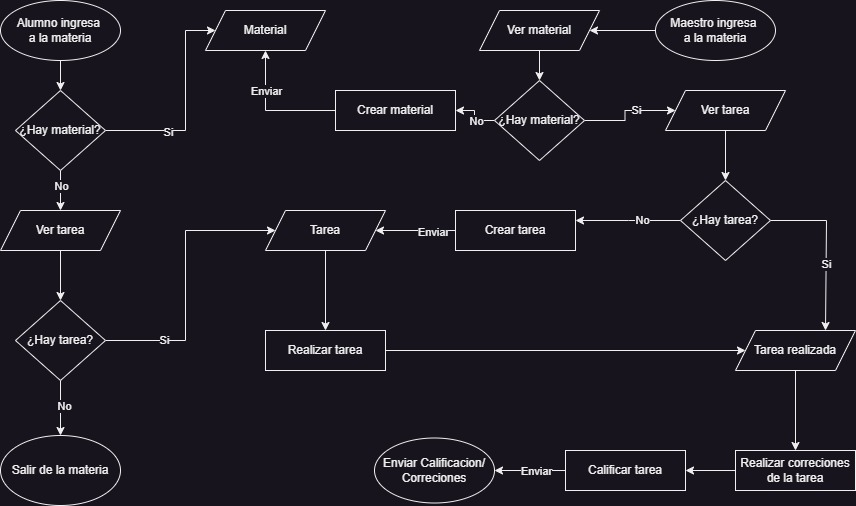 Alumno ingresa
a la materia
Material
Ver material
Maestro ingresa
a la materia
Enviar
Crear material
No
¿Hay material?
Si
Ver tarea
¿Hay material?
Si
No
Ver tarea
Tarea
Enviar
Crear tarea
No
¿Hay tarea?
Si
¿Hay tarea?
Si
Realizar tarea
Tarea realizada
No
Salir de la materia
Enviar Calificacion/
Correciones
Enviar
Calificar tarea
Realizar correciones
de la tarea